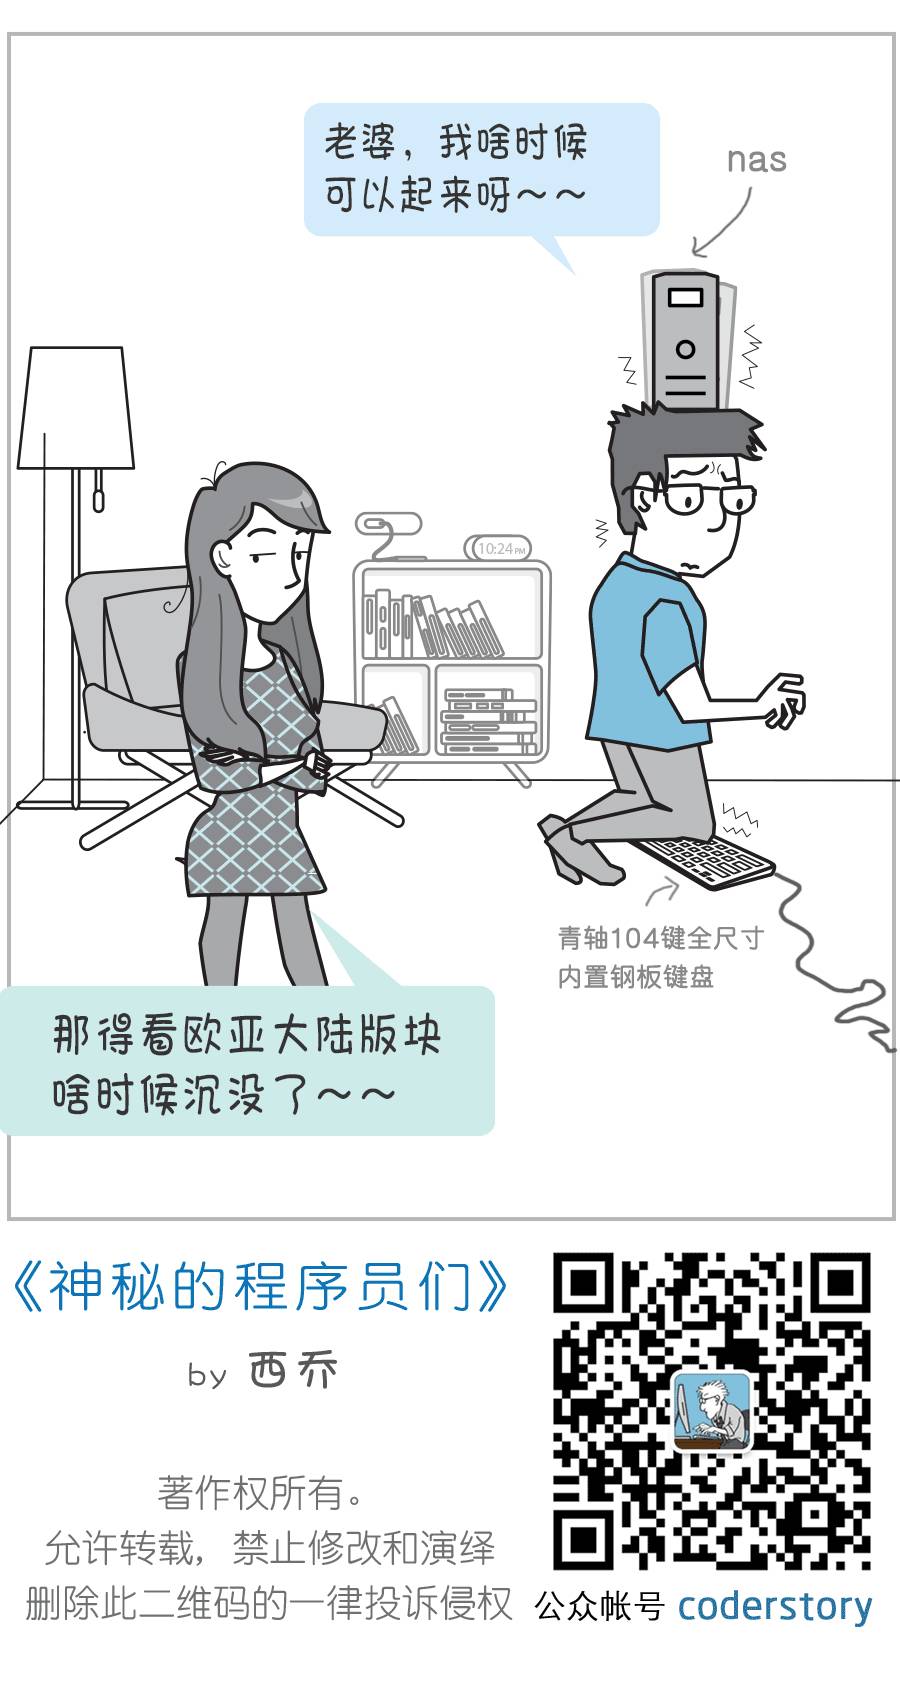 老婆，我啥时候
可以起来呀～～
nas
10:24 PM
青轴104键全尺寸
内置钢板键盘
那得看欧亚大陆版块
啥时候沉没了～～
《神秘的程序员们》
by 西乔
著作权所有。
允许转载，禁止修改和演绎
删除此二维码的一律投诉侵权
公众帐号 coderstory